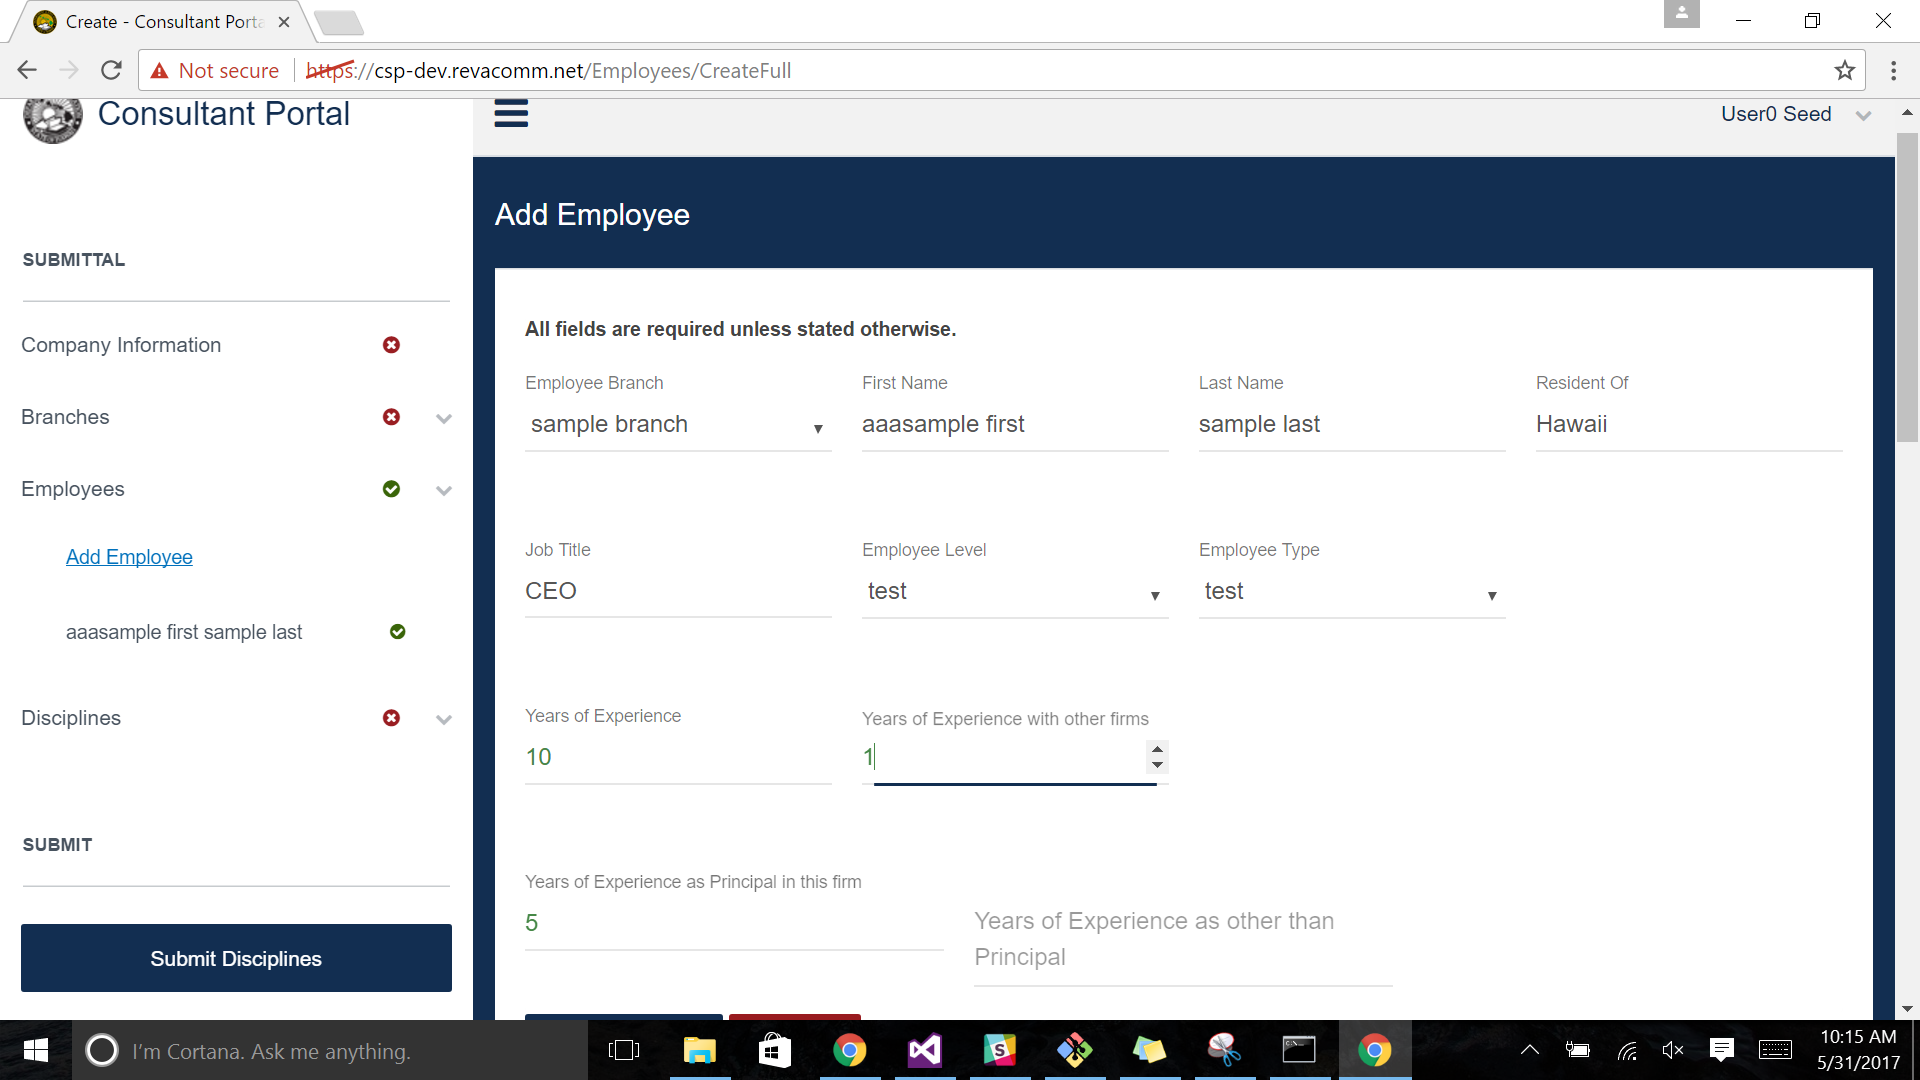 Create - Consultant Porta
Not secure
https://csp-dev.revacomm.net/Employees/CreateFull
Consultant Portal
User0 Seed
Add Employee
SUBMITTAL
Company Information
Branches
Employees
Add Employee
aaasample first sample last
Disciplines
SUBMIT
Submit Disciplines
All fields are required unless stated otherwise.
Employee Branch
sample branch
First Name
aaasample first
Last Name
sample last
Resident Of
Hawaii
Job Title
CEO
Employee Level
test
Employee Type
test
Years of Experience
10
Years of Experience with other firms
1
Years of Experience as Principal in this firm
5
Years of Experience as other than
Principal
I'm Cortana. Ask me anything.
10:15 AM
5/31/2017